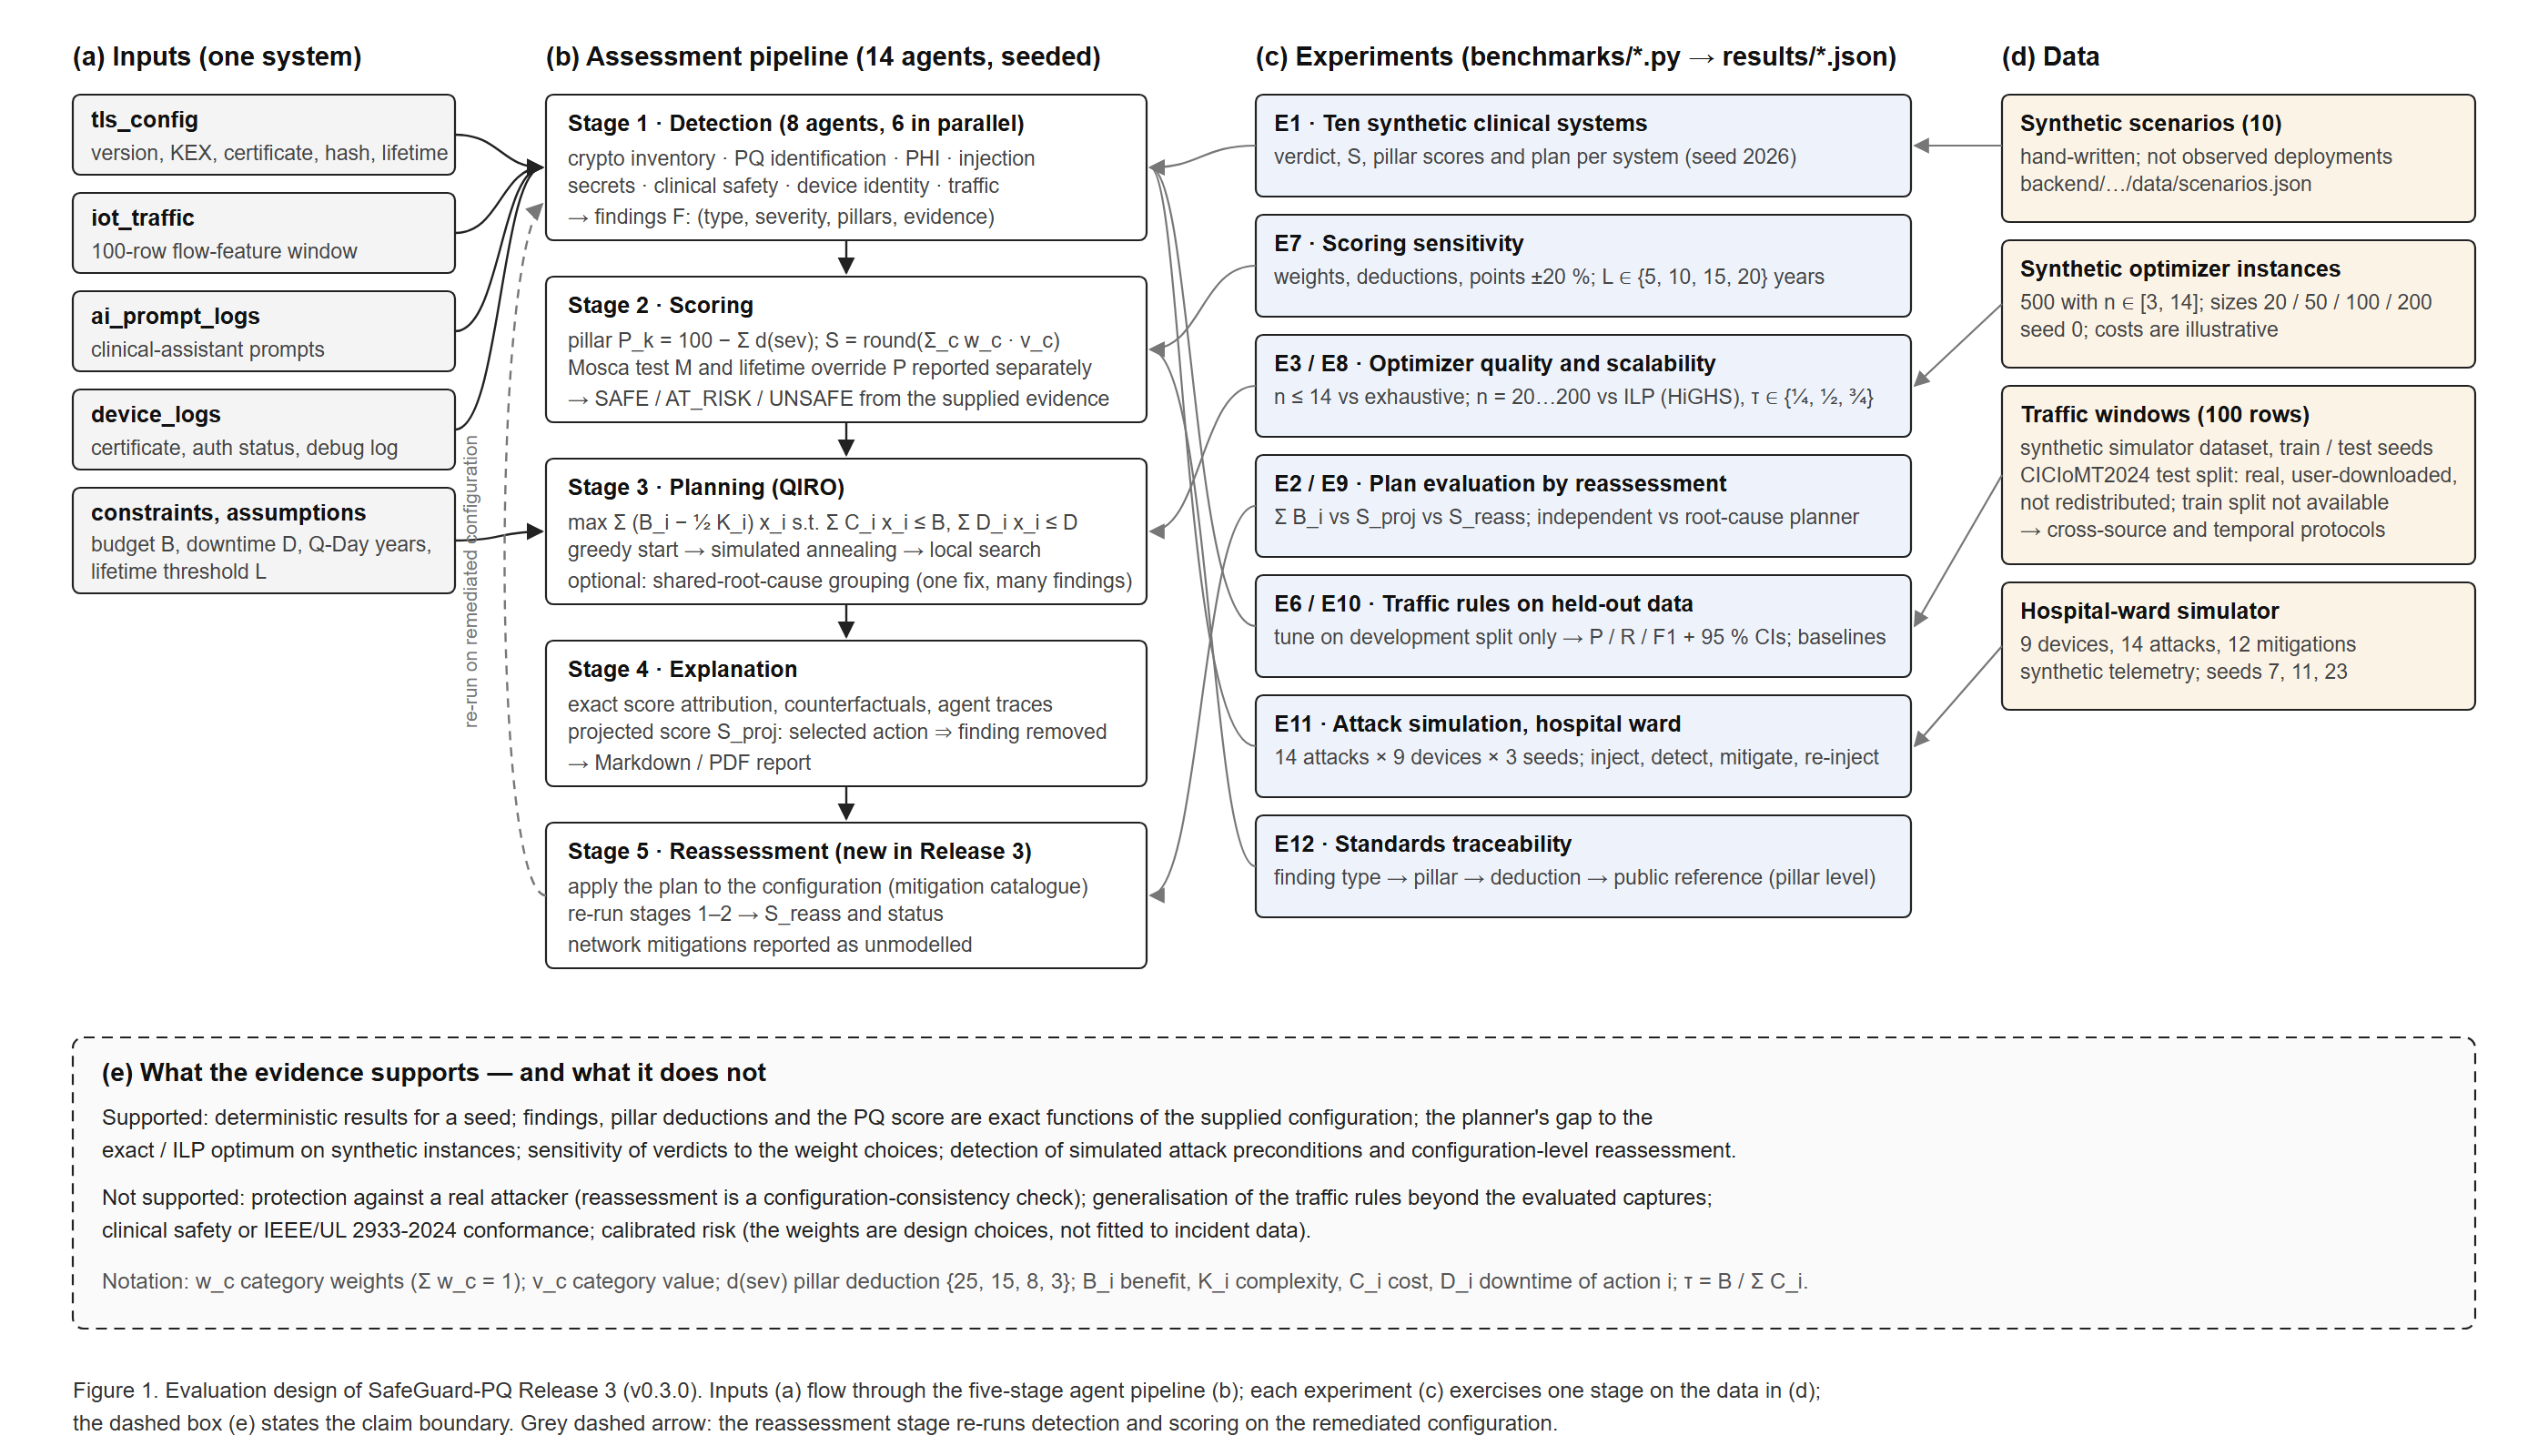 (a) Inputs (one system)
tls_config
version, KEX, certificate, hash, lifetime
iot_traffic
100-row flow-feature window
ai_prompt_logs
clinical-assistant prompts
device_logs
certificate, auth status, debug log
constraints, assumptions
budget B, downtime D, Q-Day years,
lifetime threshold L
re-run on remediated configuration
(b) Assessment pipeline (14 agents, seeded)
Stage 1 · Detection (8 agents, 6 in parallel)
crypto inventory · PQ identification · PHI · injection
secrets · clinical safety · device identity · traffic
→ findings F: (type, severity, pillars, evidence)
Stage 2 · Scoring
pillar P_k = 100 − Σ d(sev); S = round(Σ_c w_c · v_c)
Mosca test M and lifetime override P reported separately
→ SAFE / AT_RISK / UNSAFE from the supplied evidence
Stage 3 · Planning (QIRO)
max Σ (B_i − ½ K_i) x_i s.t. Σ C_i x_i ≤ B, Σ D_i x_i ≤ D
greedy start → simulated annealing → local search
optional: shared-root-cause grouping (one fix, many findings)
Stage 4 · Explanation
exact score attribution, counterfactuals, agent traces
projected score S_proj: selected action ⇒ finding removed
→ Markdown / PDF report
Stage 5 · Reassessment (new in Release 3)
apply the plan to the configuration (mitigation catalogue)
re-run stages 1–2 → S_reass and status
network mitigations reported as unmodelled
(c) Experiments (benchmarks/*.py → results/*.json)
E1 · Ten synthetic clinical systems
verdict, S, pillar scores and plan per system (seed 2026)
E7 · Scoring sensitivity
weights, deductions, points ±20 %; L ∈ {5, 10, 15, 20} years
E3 / E8 · Optimizer quality and scalability
n ≤ 14 vs exhaustive; n = 20…200 vs ILP (HiGHS), τ ∈ {¼, ½, ¾}
E2 / E9 · Plan evaluation by reassessment
Σ B_i vs S_proj vs S_reass; independent vs root-cause planner
E6 / E10 · Traffic rules on held-out data
tune on development split only → P / R / F1 + 95 % CIs; baselines
E11 · Attack simulation, hospital ward
14 attacks × 9 devices × 3 seeds; inject, detect, mitigate, re-inject
E12 · Standards traceability
finding type → pillar → deduction → public reference (pillar level)
(d) Data
Synthetic scenarios (10)
hand-written; not observed deployments
backend/…/data/scenarios.json
Synthetic optimizer instances
500 with n ∈ [3, 14]; sizes 20 / 50 / 100 / 200
seed 0; costs are illustrative
Traffic windows (100 rows)
synthetic simulator dataset, train / test seeds
CICIoMT2024 test split: real, user-downloaded,
not redistributed; train split not available
→ cross-source and temporal protocols
Hospital-ward simulator
9 devices, 14 attacks, 12 mitigations
synthetic telemetry; seeds 7, 11, 23
(e) What the evidence supports — and what it does not
Supported: deterministic results for a seed; findings, pillar deductions and the PQ score are exact functions of the supplied configuration; the planner's gap to the
exact / ILP optimum on synthetic instances; sensitivity of verdicts to the weight choices; detection of simulated attack preconditions and configuration-level reassessment.
Not supported: protection against a real attacker (reassessment is a configuration-consistency check); generalisation of the traffic rules beyond the evaluated captures;
clinical safety or IEEE/UL 2933-2024 conformance; calibrated risk (the weights are design choices, not fitted to incident data).
Notation: w_c category weights (Σ w_c = 1); v_c category value; d(sev) pillar deduction {25, 15, 8, 3}; B_i benefit, K_i complexity, C_i cost, D_i downtime of action i; τ = B / Σ C_i.
Figure 1. Evaluation design of SafeGuard-PQ Release 3 (v0.3.0). Inputs (a) flow through the five-stage agent pipeline (b); each experiment (c) exercises one stage on the data in (d);
the dashed box (e) states the claim boundary. Grey dashed arrow: the reassessment stage re-runs detection and scoring on the remediated configuration.